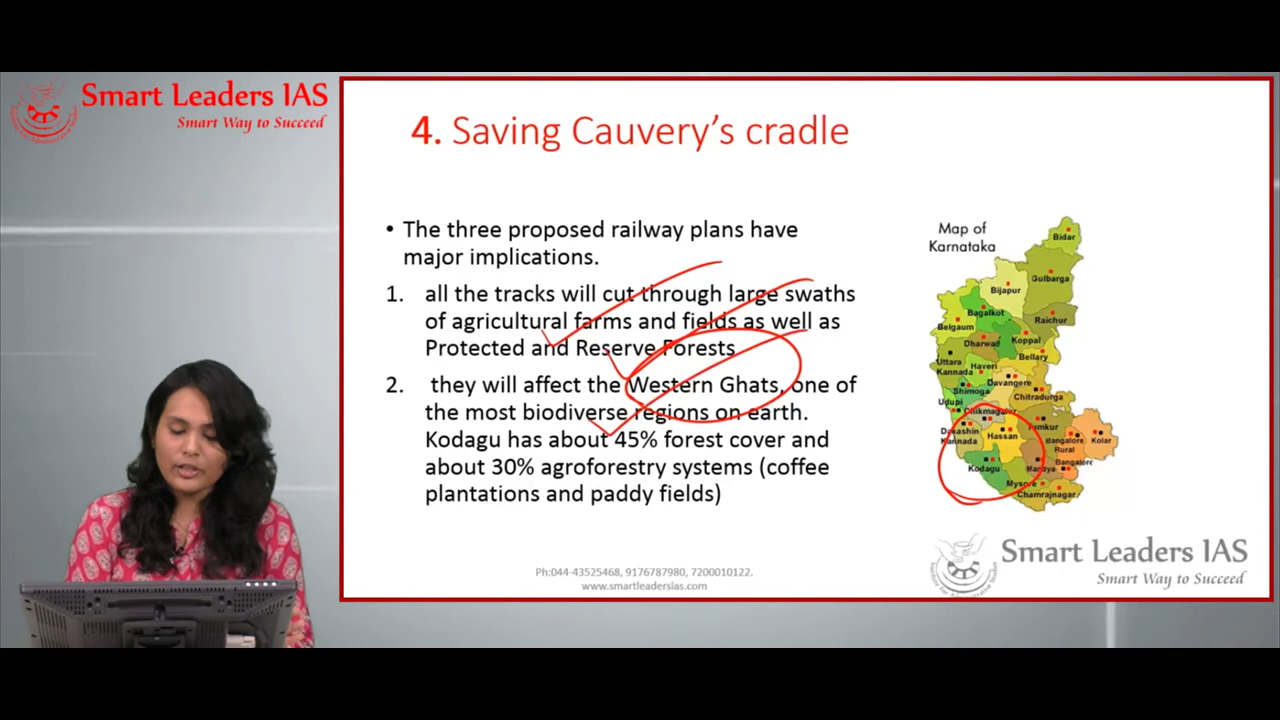 Smart Leaders IAS
Smart Way to Succeed
4. Saving Cauvery’s cradle
• The three proposed railway plans have
major implications.
1. all the tracks will cut through large swaths
of agricultural farms and fields as well as
Protected and Reserve Forests
2. they will affect the Western Ghats, one of
the most biodiverse regions on earth.
Kodagu has about 45% forest cover and
about 30% agroforestry systems (coffee
plantations and paddy fields)
Map of
Karnataka
Bidar
Gulbarga
Bijapur
Bagalkot
Raichur
Belgaum
Koppal
Dharwad
Bellary
Uttara
Kannada
Haveri
Davangere
Shimoga
Chitradurga
Udupi
Chikmagalur
Dakashin
Kannada
Hassan
Tumkur
Bangalore
Rural
Kolar
Kodagu
Mandya
Bangalore
Mysore
Chamrajnagar
Smart Leaders IAS
Smart Way to Succeed
Ph:044-43525468, 9176787980, 7200010122.
www.smartleadersias.com